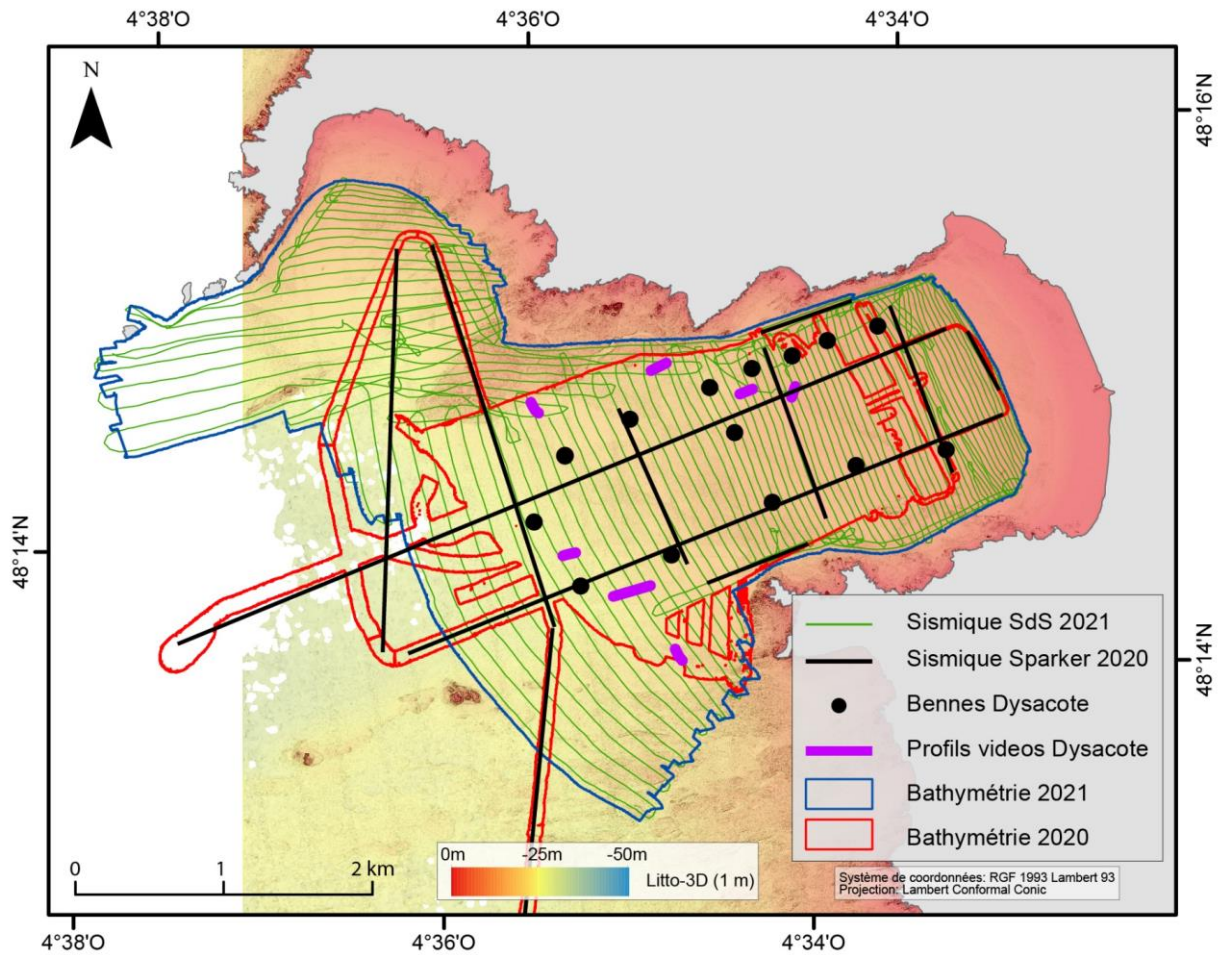 4°38'O 4°36'O 4°34'O
N
48°16'N
48°14'N
48°14'N
Sismique SdS 2021
Sismique Sparker 2020
Bennes Dysacote
Profils videos Dysacote
Bathymétrie 2021
Bathymétrie 2020
0 1 2 km
0m -25m -50m
Litto-3D (1 m)
Système de coordonnées: RGF 1993 Lambert 93
Projection: Lambert Conformal Conic
4°38'O 4°36'O 4°34'O